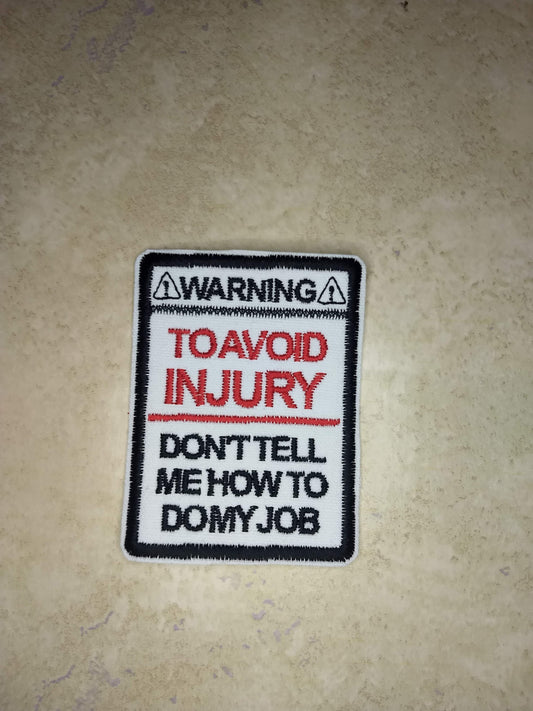 WARNING
TO AVOID
INJURY
DON'T TELL
ME HOW TO
DO MY JOB